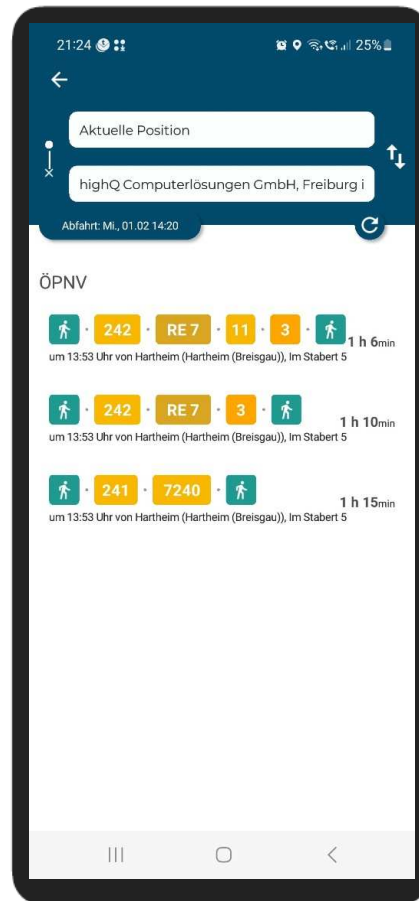 21:24 25%
Aktuelle Position
highQ Computerlösungen GmbH, Freiburg i
Abfahrt: Mi., 01.02 14:20
ÖPNV
· 242 · RE 7 · 11 · 3 · 1 h 6min
um 13:53 Uhr von Hartheim (Hartheim (Breisgau)), Im Stabert 5
· 242 · RE 7 · 3 · 1 h 10min
um 13:53 Uhr von Hartheim (Hartheim (Breisgau)), Im Stabert 5
· 241 · 7240 · 1 h 15min
um 13:53 Uhr von Hartheim (Hartheim (Breisgau)), Im Stabert 5